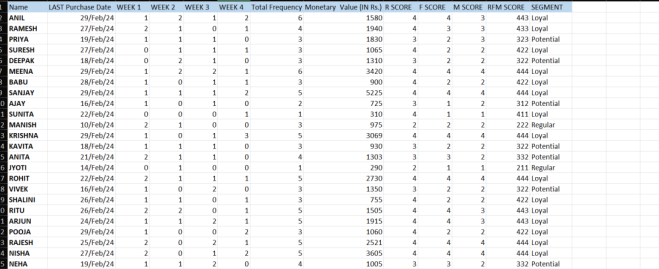 Name LAST Purchase Date WEEK 1 WEEK 2 WEEK 3 WEEK 4 Total Frequency Monetory Value (IN Rs.) R SCORE F SCORE M SCORE RFM SCORE SEGMENT
ANIL 29/Feb/24 1 2 1 2 6 1580 4 4 3 443 Loyal
RAMESH 27/Feb/24 2 1 0 1 4 1940 4 3 3 433 Loyal
PRIYA 19/Feb/24 1 1 1 0 3 1830 3 2 3 323 Potential
SURESH 27/Feb/24 0 1 1 1 3 1065 4 2 2 422 Loyal
DEEPAK 18/Feb/24 0 2 1 0 3 1310 3 2 2 322 Potential
MEENA 29/Feb/24 1 2 2 1 6 3420 4 4 4 444 Loyal
BABU 28/Feb/24 1 0 1 1 3 900 4 2 2 422 Loyal
SANJAY 29/Feb/24 1 1 1 2 5 5225 4 4 4 444 Loyal
AJAY 16/Feb/24 1 0 1 0 2 725 3 1 2 312 Potential
SUNITA 22/Feb/24 0 0 0 1 1 310 4 1 1 411 Loyal
MANISH 10/Feb/24 2 1 0 0 3 975 2 2 2 222 Regular
KRISHNA 29/Feb/24 1 0 1 3 5 3069 4 4 4 444 Loyal
KAVITA 18/Feb/24 1 1 1 0 3 930 3 2 2 322 Potential
ANITA 21/Feb/24 2 1 1 0 4 1303 3 3 2 332 Potential
JYOTI 14/Feb/24 0 1 0 0 1 290 2 1 1 211 Regular
ROHIT 22/Feb/24 2 1 1 1 5 2730 4 4 4 444 Loyal
VIVEK 16/Feb/24 1 0 2 0 3 1350 3 2 2 322 Potential
SHALINI 26/Feb/24 1 0 1 1 3 755 4 2 2 422 Loyal
RITU 26/Feb/24 2 2 0 1 5 1505 4 4 3 443 Loyal
ARJUN 24/Feb/24 1 1 2 1 5 1915 4 4 3 443 Loyal
POOJA 29/Feb/24 1 0 0 2 3 1060 4 2 2 422 Loyal
RAJESH 25/Feb/24 2 0 2 1 5 2521 4 4 4 444 Loyal
NISHA 27/Feb/24 2 0 1 2 5 3605 4 4 4 444 Loyal
NEHA 19/Feb/24 1 1 2 0 4 1005 3 3 2 332 Potential